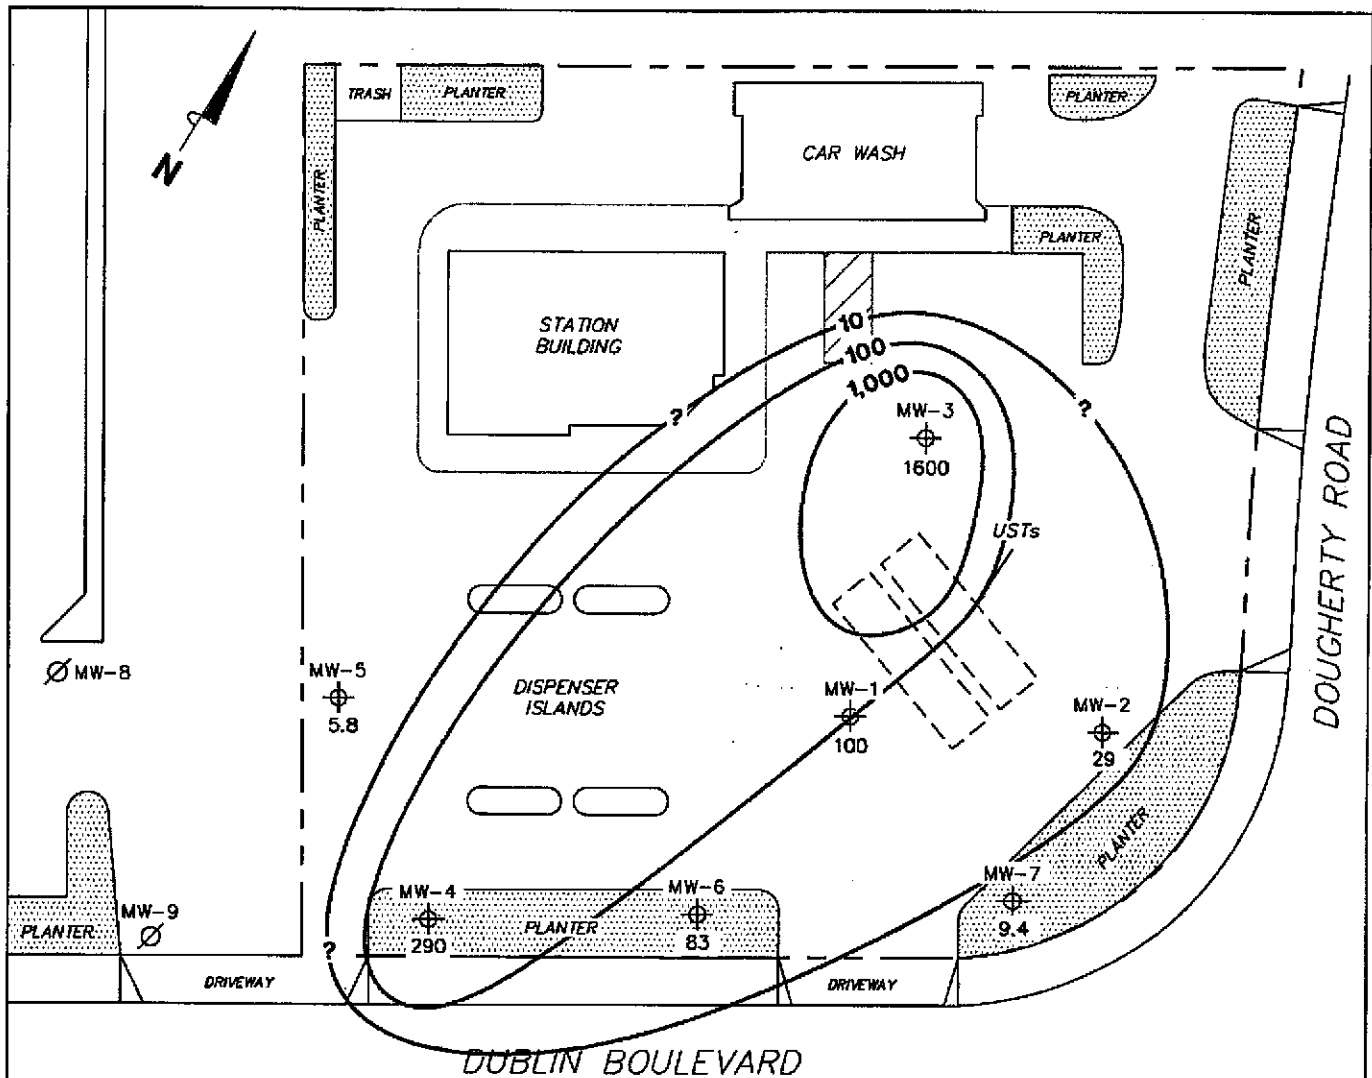 N
TRASH
PLANTER
PLANTER
PLANTER
CAR WASH
PLANTER
PLANTER
STATION
BUILDING
10
100
1,000
?
?
MW-3
1600
USTs
DOUGHERTY ROAD
MW-8
MW-5
5.8
DISPENSER
ISLANDS
MW-1
100
MW-2
29
PLANTER
MW-9
PLANTER
?
MW-4
290
PLANTER
MW-6
83
MW-7
9.4
DRIVEWAY
DRIVEWAY
DUBLIN BOULEVARD